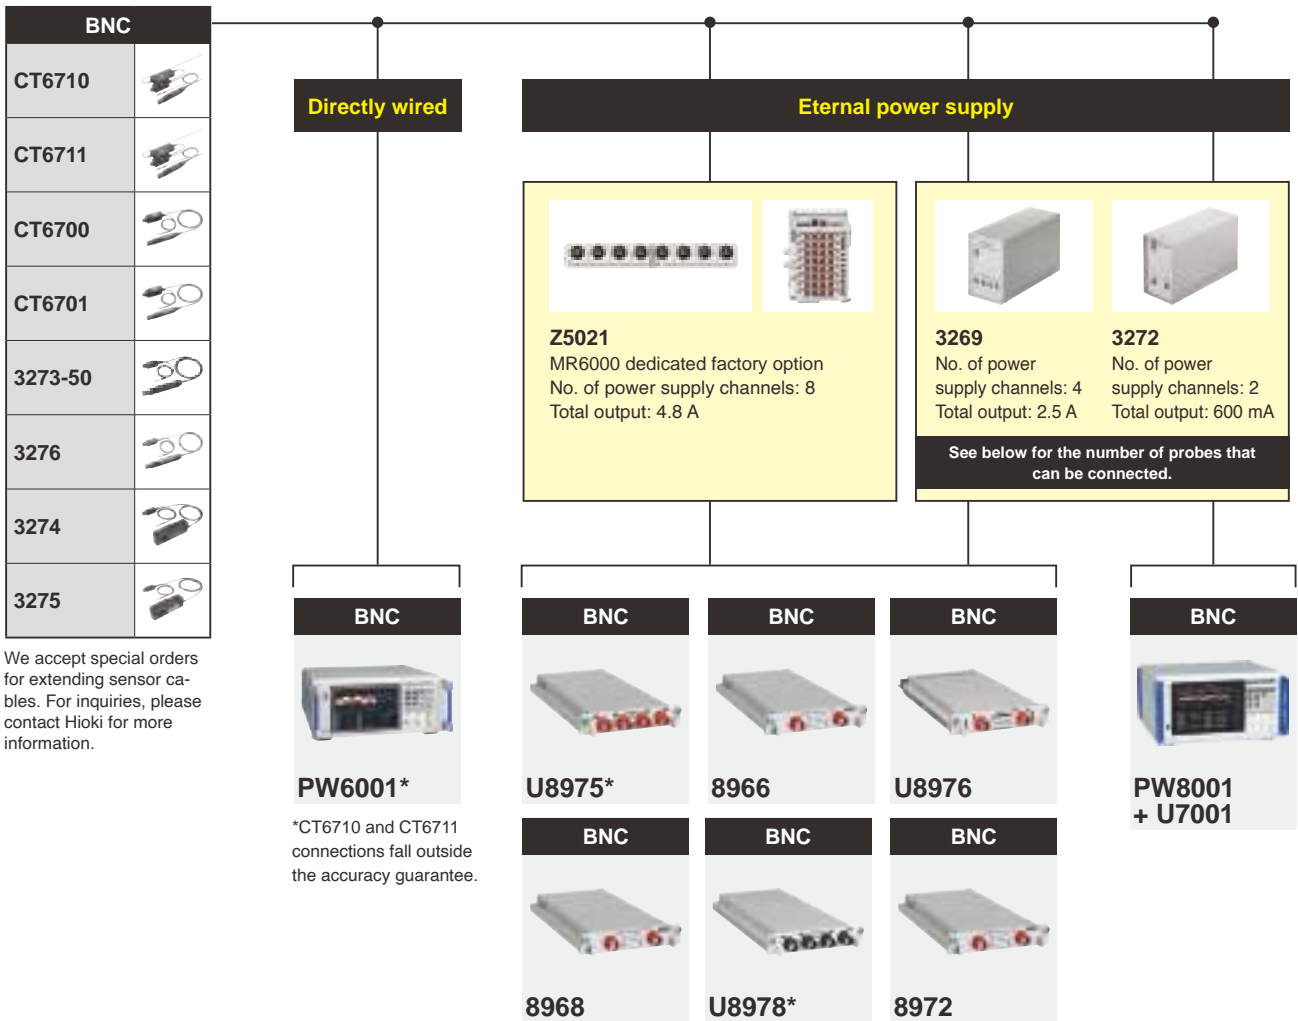 BNC
CT6710
CT6711
CT6700
CT6701
3273-50
3276
3274
3275
We accept special orders
for extending sensor ca-
bles. For inquiries, please
contact Hioki for more
information.
Directly wired
Eternal power supply
Z5021
MR6000 dedicated factory option
No. of power supply channels: 8
Total output: 4.8 A
3269
No. of power
supply channels: 4
Total output: 2.5 A
3272
No. of power
supply channels: 2
Total output: 600 mA
See below for the number of probes that
can be connected.
BNC
PW6001*
*CT6710 and CT6711
connections fall outside
the accuracy guarantee.
BNC
U8975*
BNC
8966
BNC
U8976
BNC
PW8001
+ U7001
BNC
8968
BNC
U8978*
BNC
8972